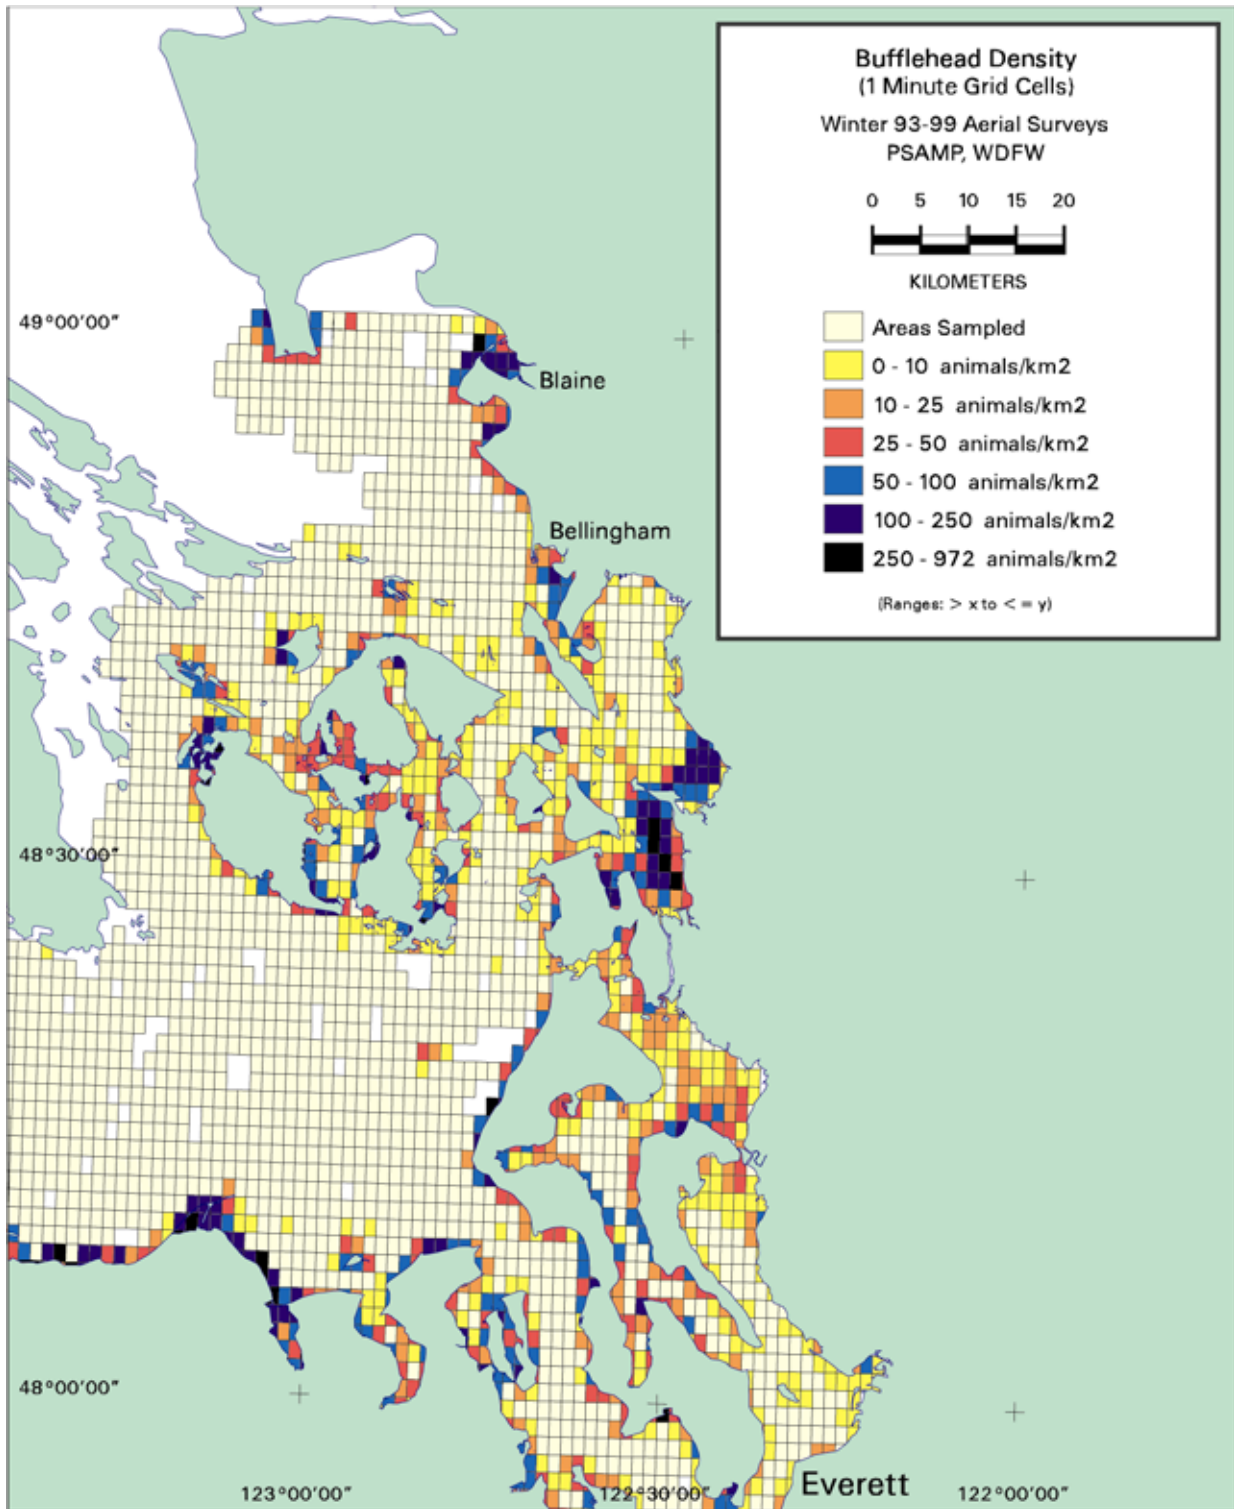 Bufflehead Density
(1 Minute Grid Cells)
Winter 93-99 Aerial Surveys
PSAMP, WDFW
0 5 10 15 20
KILOMETERS
Areas Sampled
0 - 10 animals/km2
10 - 25 animals/km2
25 - 50 animals/km2
50 - 100 animals/km2
100 - 250 animals/km2
250 - 972 animals/km2
(Ranges: > x to < = y)
49°00'00"
Blaine
Bellingham
48°30'00"
48°00'00"
Everett
123°00'00"
122°30'00"
122°00'00"